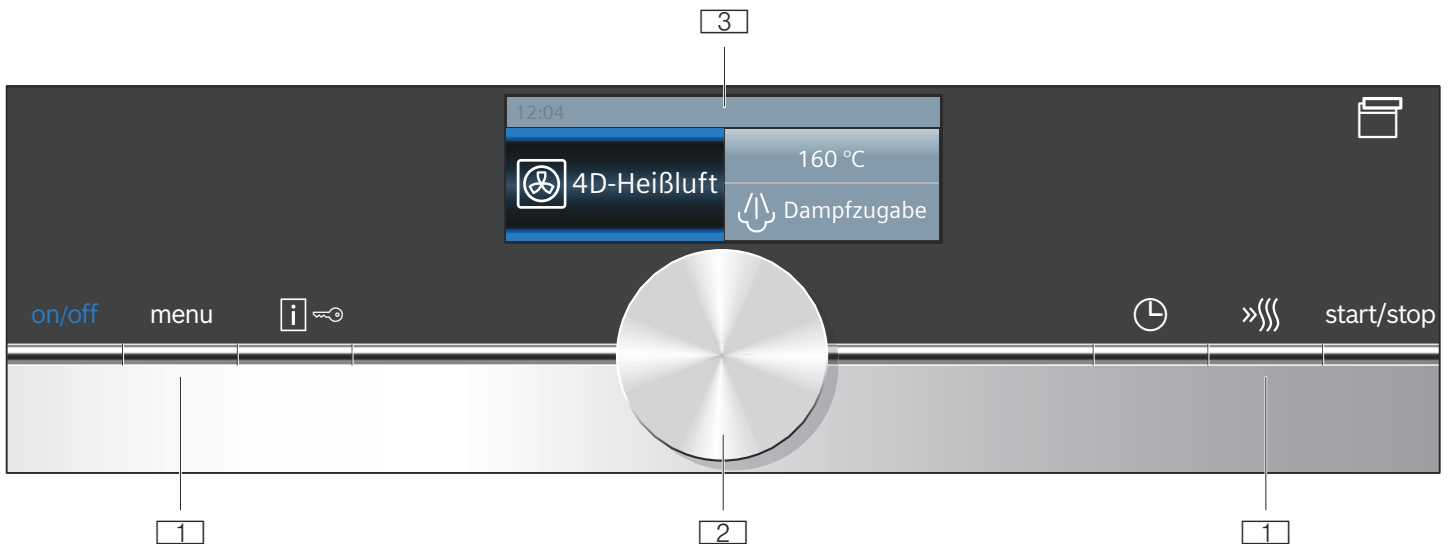 3
12:04
160 °C
4D-Heißluft
Dampfzugabe
on/off menu i start/stop
1 2 1